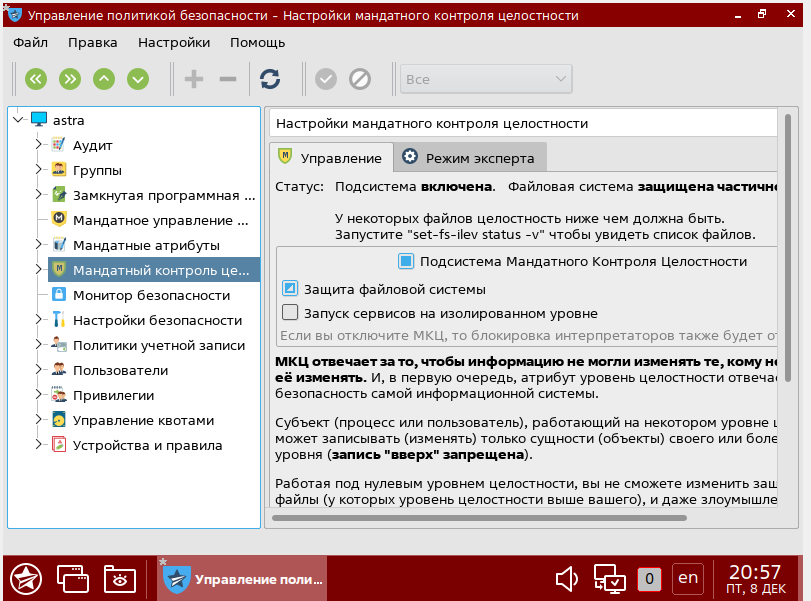 Управление политикой безопасности - Настройки мандатного контроля целостности
Файл Правка Настройки Помощь
Все
astra
Аудит
Группы
Замкнутая программная ...
Мандатное управление ...
Мандатные атрибуты
Мандатный контроль це...
Монитор безопасности
Настройки безопасности
Политики учетной записи
Пользователи
Привилегии
Управление квотами
Устройства и правила
Настройки мандатного контроля целостности
Управление Режим эксперта
Статус: Подсистема включена. Файловая система защищена частичн
У некоторых файлов целостность ниже чем должна быть.
Запустите "set-fs-ilev status -v" чтобы увидеть список файлов.
Подсистема Мандатного Контроля Целостности
Защита файловой системы
Запуск сервисов на изолированном уровне
Если вы отключите МКЦ, то блокировка интерпретаторов также будет от
МКЦ отвечает за то, чтобы информацию не могли изменять те, кому не
её изменять. И, в первую очередь, атрибут уровень целостности отвеча
безопасность самой информационной системы.
Субъект (процесс или пользователь), работающий на некотором уровне ц
может записывать (изменять) только сущности (объекты) своего или боле
уровня (запись "вверх" запрещена).
Работая под нулевым уровнем целостности, вы не сможете изменить защ
файлы (у которых уровень целостности выше вашего), и даже злоумышле
Управление поли...
0
en
20:57
ПТ, 8 ДЕК